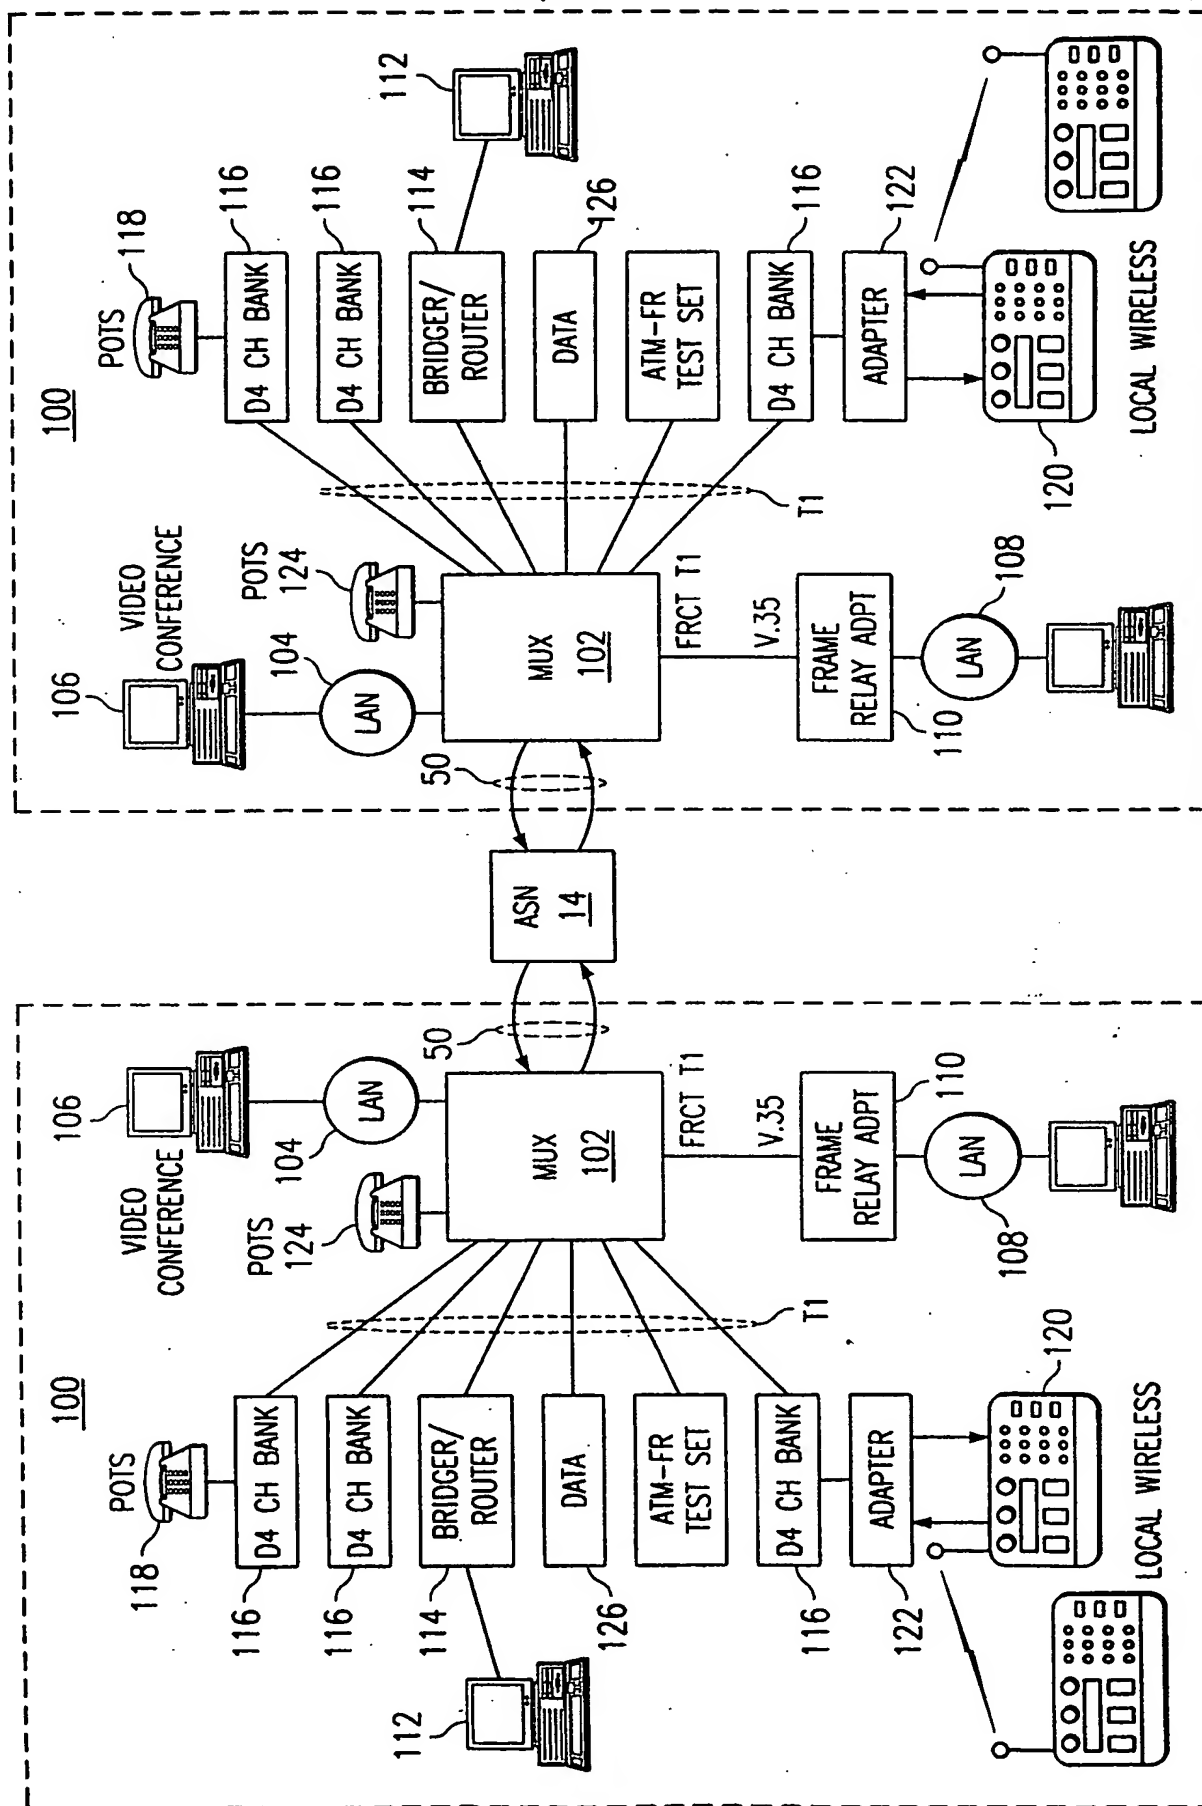 100
POTS
118
116
D4 CH BANK
116
D4 CH BANK
114
BRIDGER/
ROUTER
112
126
DATA
ATM-FR
TEST SET
116
D4 CH BANK
122
ADAPTER
120
LOCAL WIRELESS
T1
VIDEO
CONFERENCE
106
104
LAN
POTS
124
MUX
102
FRCT T1
V.35
FRAME
RELAY ADPT
110
LAN
108
50
ASN
14
50
100
VIDEO
CONFERENCE
106
104
LAN
POTS
124
MUX
102
FRCT T1
V.35
FRAME
RELAY ADPT
110
LAN
108
T1
POTS
118
D4 CH BANK
116
D4 CH BANK
116
BRIDGER/
ROUTER
114
112
DATA
126
ATM-FR
TEST SET
D4 CH BANK
116
ADAPTER
122
120
LOCAL WIRELESS